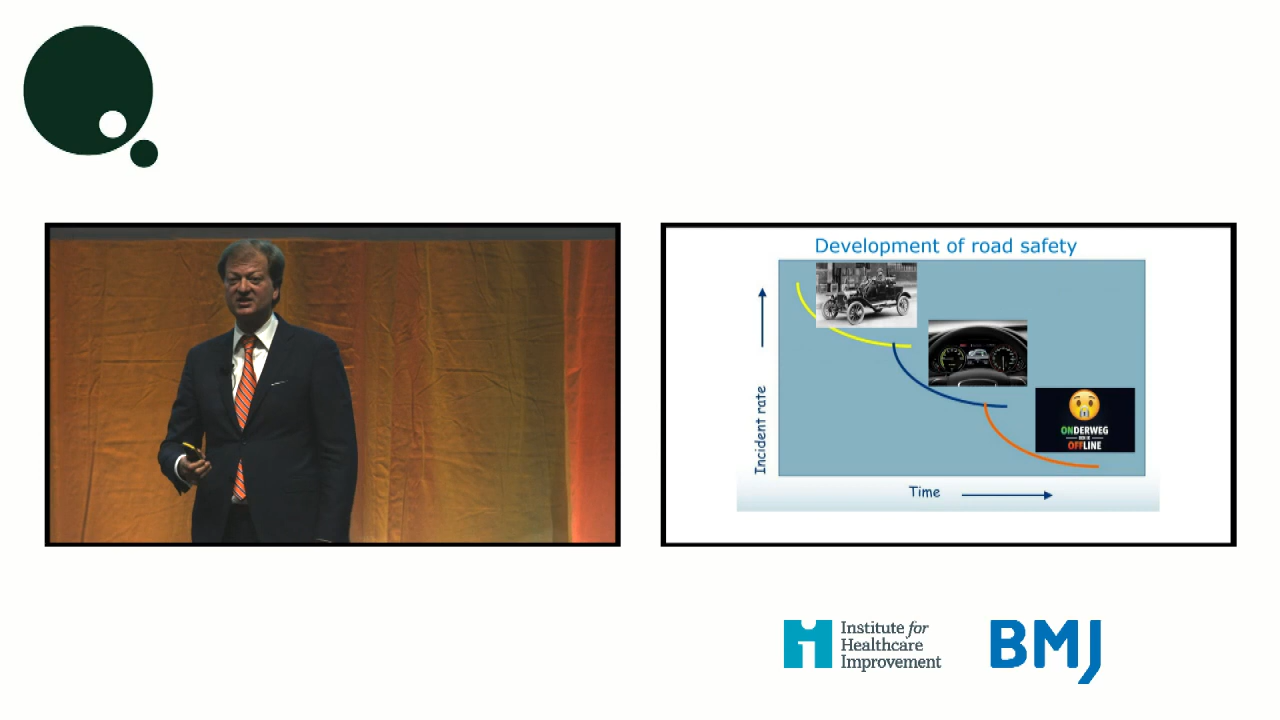 Development of road safety
Incident rate
ONDERWEG
OFFLINE
Time
Institute for
Healthcare
Improvement
BMJ